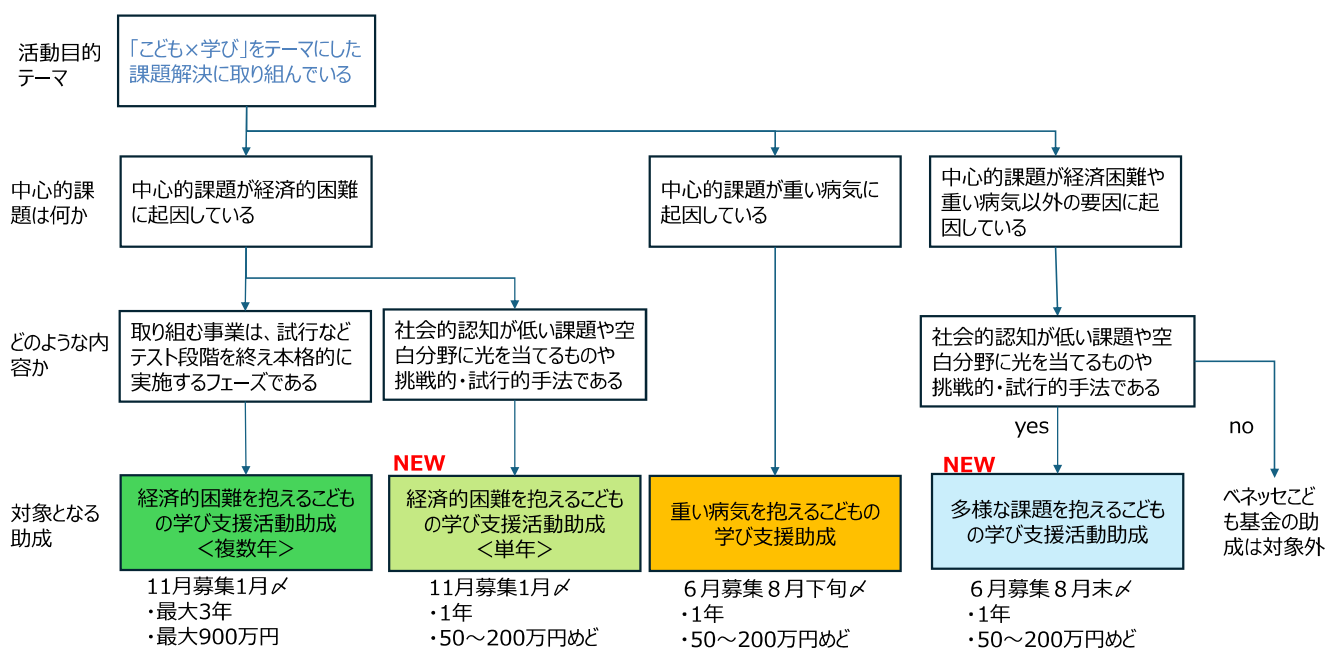 活動目的
テーマ
「こども×学び」をテーマにした
課題解決に取り組んでいる
中心的課
題は何か
中心的課題が経済的困難
に起因している
中心的課題が重い病気に
起因している
中心的課題が経済困難や
重い病気以外の要因に起
因している
どのような内
容か
取り組む事業は、試行など
テスト段階を終え本格的に
実施するフェーズである
社会的認知が低い課題や空
白分野に光を当てるものや
挑戦的・試行的手法である
社会的認知が低い課題や空
白分野に光を当てるものや
挑戦的・試行的手法である
yes
no
対象となる
助成
経済的困難を抱えるこども
の学び支援活動助成
<複数年>
11月募集1月〆
・最大3年
・最大900万円
NEW
経済的困難を抱えるこども
の学び支援活動助成
<単年>
11月募集1月〆
・1年
・50～200万円めど
重い病気を抱えるこどもの
学び支援助成
6月募集8月下旬〆
・1年
・50～200万円めど
NEW
多様な課題を抱えるこども
の学び支援活動助成
6月募集8月末〆
・1年
・50～200万円めど
ベネッセこど
も基金の助
成は対象外